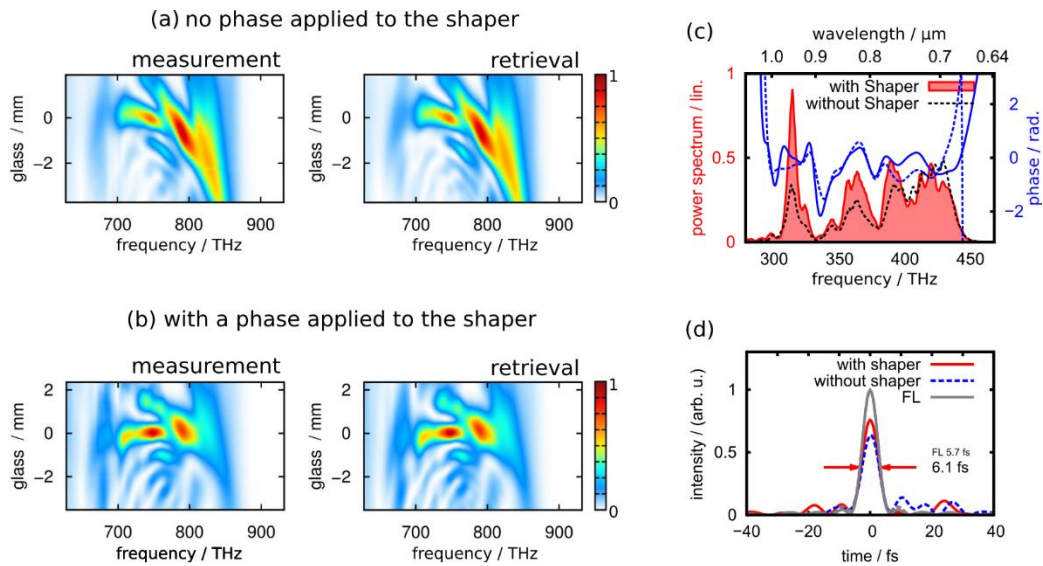 (a) no phase applied to the shaper
measurement
retrieval
glass / mm
0
−2
700
800
900
frequency / THz
glass / mm
0
−2
700
800
900
frequency / THz
1
0
(b) with a phase applied to the shaper
measurement
retrieval
glass / mm
2
0
−2
700
800
900
frequency / THz
glass / mm
2
0
−2
700
800
900
frequency / THz
1
0
(c)
wavelength / μm
1.0
0.9
0.8
0.7
0.64
with Shaper
without Shaper
power spectrum / lin.
1
0.5
0
2
0
−2
phase / rad.
300
350
400
450
frequency / THz
(d)
with shaper
without shaper
FL
intensity / (arb. u.)
1
0.5
0
FL 5.7 fs
6.1 fs
−40
−20
0
20
40
time / fs